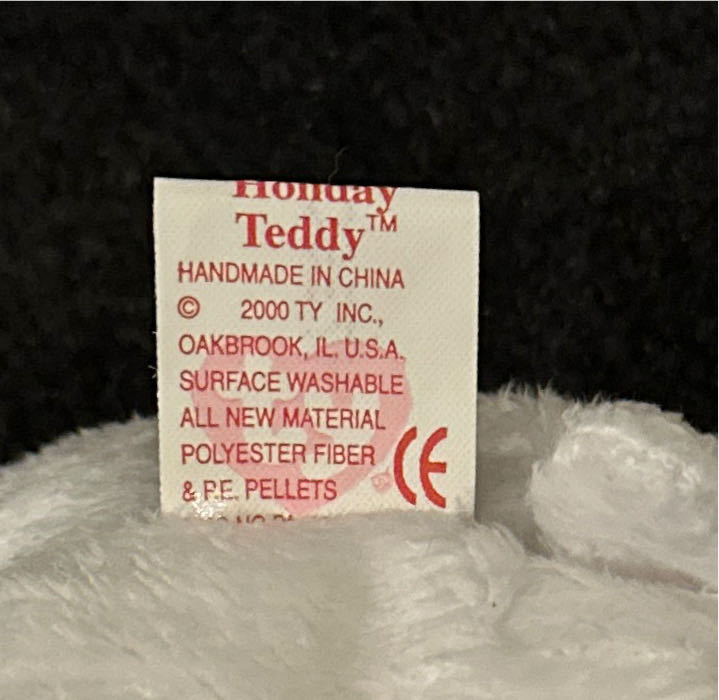 Holiday
Teddy™
HANDMADE IN CHINA
© 2000 TY INC.,
OAKBROOK, IL. U.S.A.
SURFACE WASHABLE
ALL NEW MATERIAL
POLYESTER FIBER
& P.E. PELLETS
CE